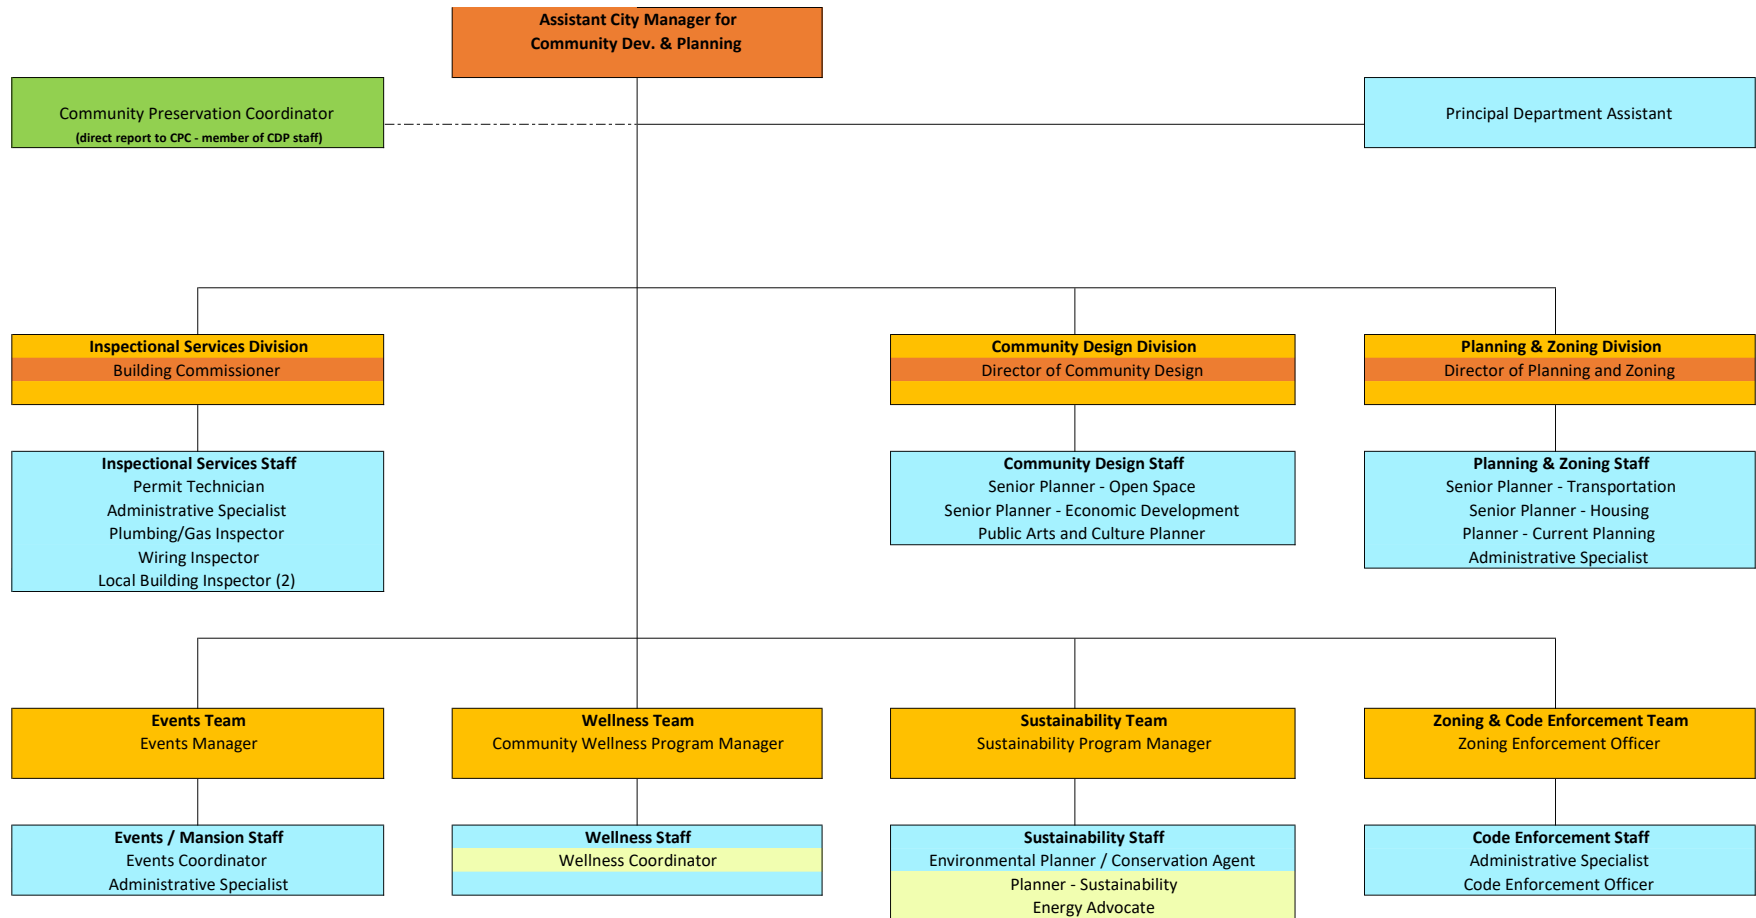 Assistant City Manager for
Community Dev. & Planning
Community Preservation Coordinator
(direct report to CPC - member of CDP staff)
Principal Department Assistant
Inspectional Services Division
Building Commissioner
Community Design Division
Director of Community Design
Planning & Zoning Division
Director of Planning and Zoning
Inspectional Services Staff
Permit Technician
Administrative Specialist
Plumbing/Gas Inspector
Wiring Inspector
Local Building Inspector (2)
Community Design Staff
Senior Planner - Open Space
Senior Planner - Economic Development
Public Arts and Culture Planner
Planning & Zoning Staff
Senior Planner - Transportation
Senior Planner - Housing
Planner - Current Planning
Administrative Specialist
Events Team
Events Manager
Wellness Team
Community Wellness Program Manager
Sustainability Team
Sustainability Program Manager
Zoning & Code Enforcement Team
Zoning Enforcement Officer
Events / Mansion Staff
Events Coordinator
Administrative Specialist
Wellness Staff
Wellness Coordinator
Sustainability Staff
Environmental Planner / Conservation Agent
Planner - Sustainability
Energy Advocate
Code Enforcement Staff
Administrative Specialist
Code Enforcement Officer